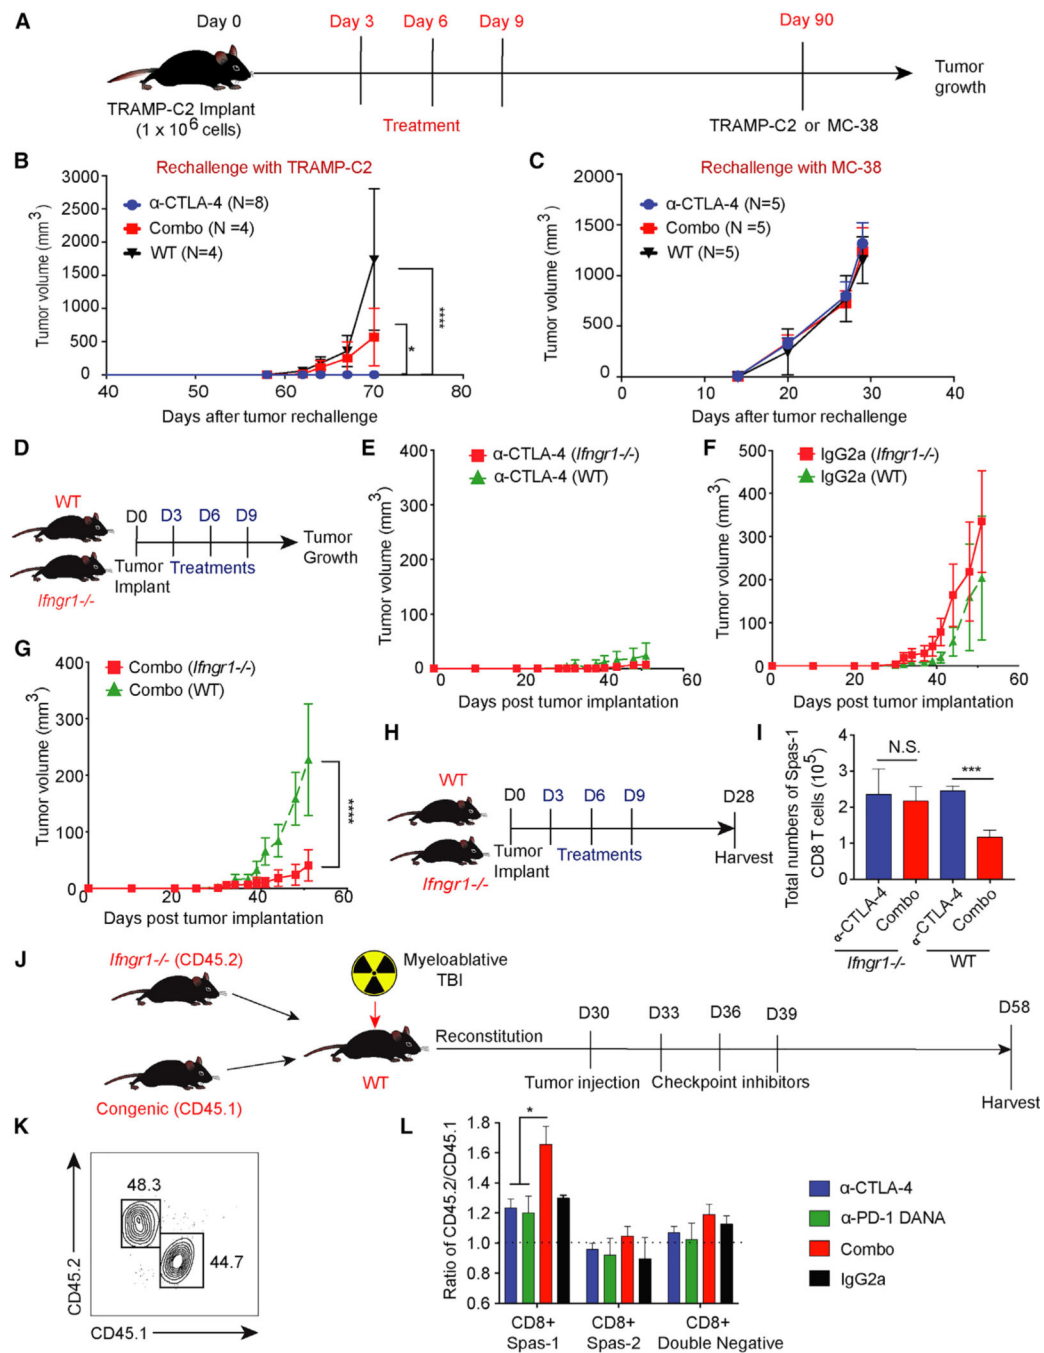 A
Day 0
Day 3
Day 6
Day 9
Day 90
TRAMP-C2 Implant
(1 x 10^6 cells)
Treatment
TRAMP-C2 or MC-38
Tumor
growth
B
Rechallenge with TRAMP-C2
Tumor volume (mm3)
3000
2500
2000
1500
1000
500
0
α-CTLA-4 (N=8)
Combo (N =4)
WT (N=4)
****
*
40
50
60
70
80
Days after tumor rechallenge
C
Rechallenge with MC-38
Tumor volume (mm3)
2000
1500
1000
500
0
α-CTLA-4 (N=5)
Combo (N =5)
WT (N=5)
0
10
20
30
40
Days after tumor rechallenge
D
WT
Ifngr1-/-
D0
D3
D6
D9
Tumor
Implant
Treatments
Tumor
Growth
E
Tumor volume (mm3)
400
300
200
100
0
α-CTLA-4 (Ifngr1-/-)
α-CTLA-4 (WT)
0
20
40
60
Days post tumor implantation
F
Tumor volume (mm3)
500
400
300
200
100
0
IgG2a (Ifngr1-/-)
IgG2a (WT)
0
20
40
60
Days post tumor implantation
G
Tumor volume (mm3)
400
300
200
100
0
Combo (Ifngr1-/-)
Combo (WT)
****
0
20
40
60
Days post tumor implantation
H
WT
Ifngr1-/-
D0
D3
D6
D9
D28
Tumor
Implant
Treatments
Harvest
I
Total numbers of Spas-1
CD8 T cells (10^5)
4
3
2
1
0
N.S.
***
α-CTLA-4
Combo
α-CTLA-4
Combo
Ifngr1-/-
WT
J
Ifngr1-/- (CD45.2)
Congenic (CD45.1)
Myeloablative
TBI
WT
Reconstitution
D30
D33
D36
D39
D58
Tumor injection
Checkpoint inhibitors
Harvest
K
48.3
44.7
CD45.2
CD45.1
L
Ratio of CD45.2/CD45.1
1.8
1.6
1.4
1.2
1.0
0.8
0.6
*
CD8+
Spas-1
CD8+
Spas-2
CD8+
Double Negative
α-CTLA-4
α-PD-1 DANA
Combo
IgG2a